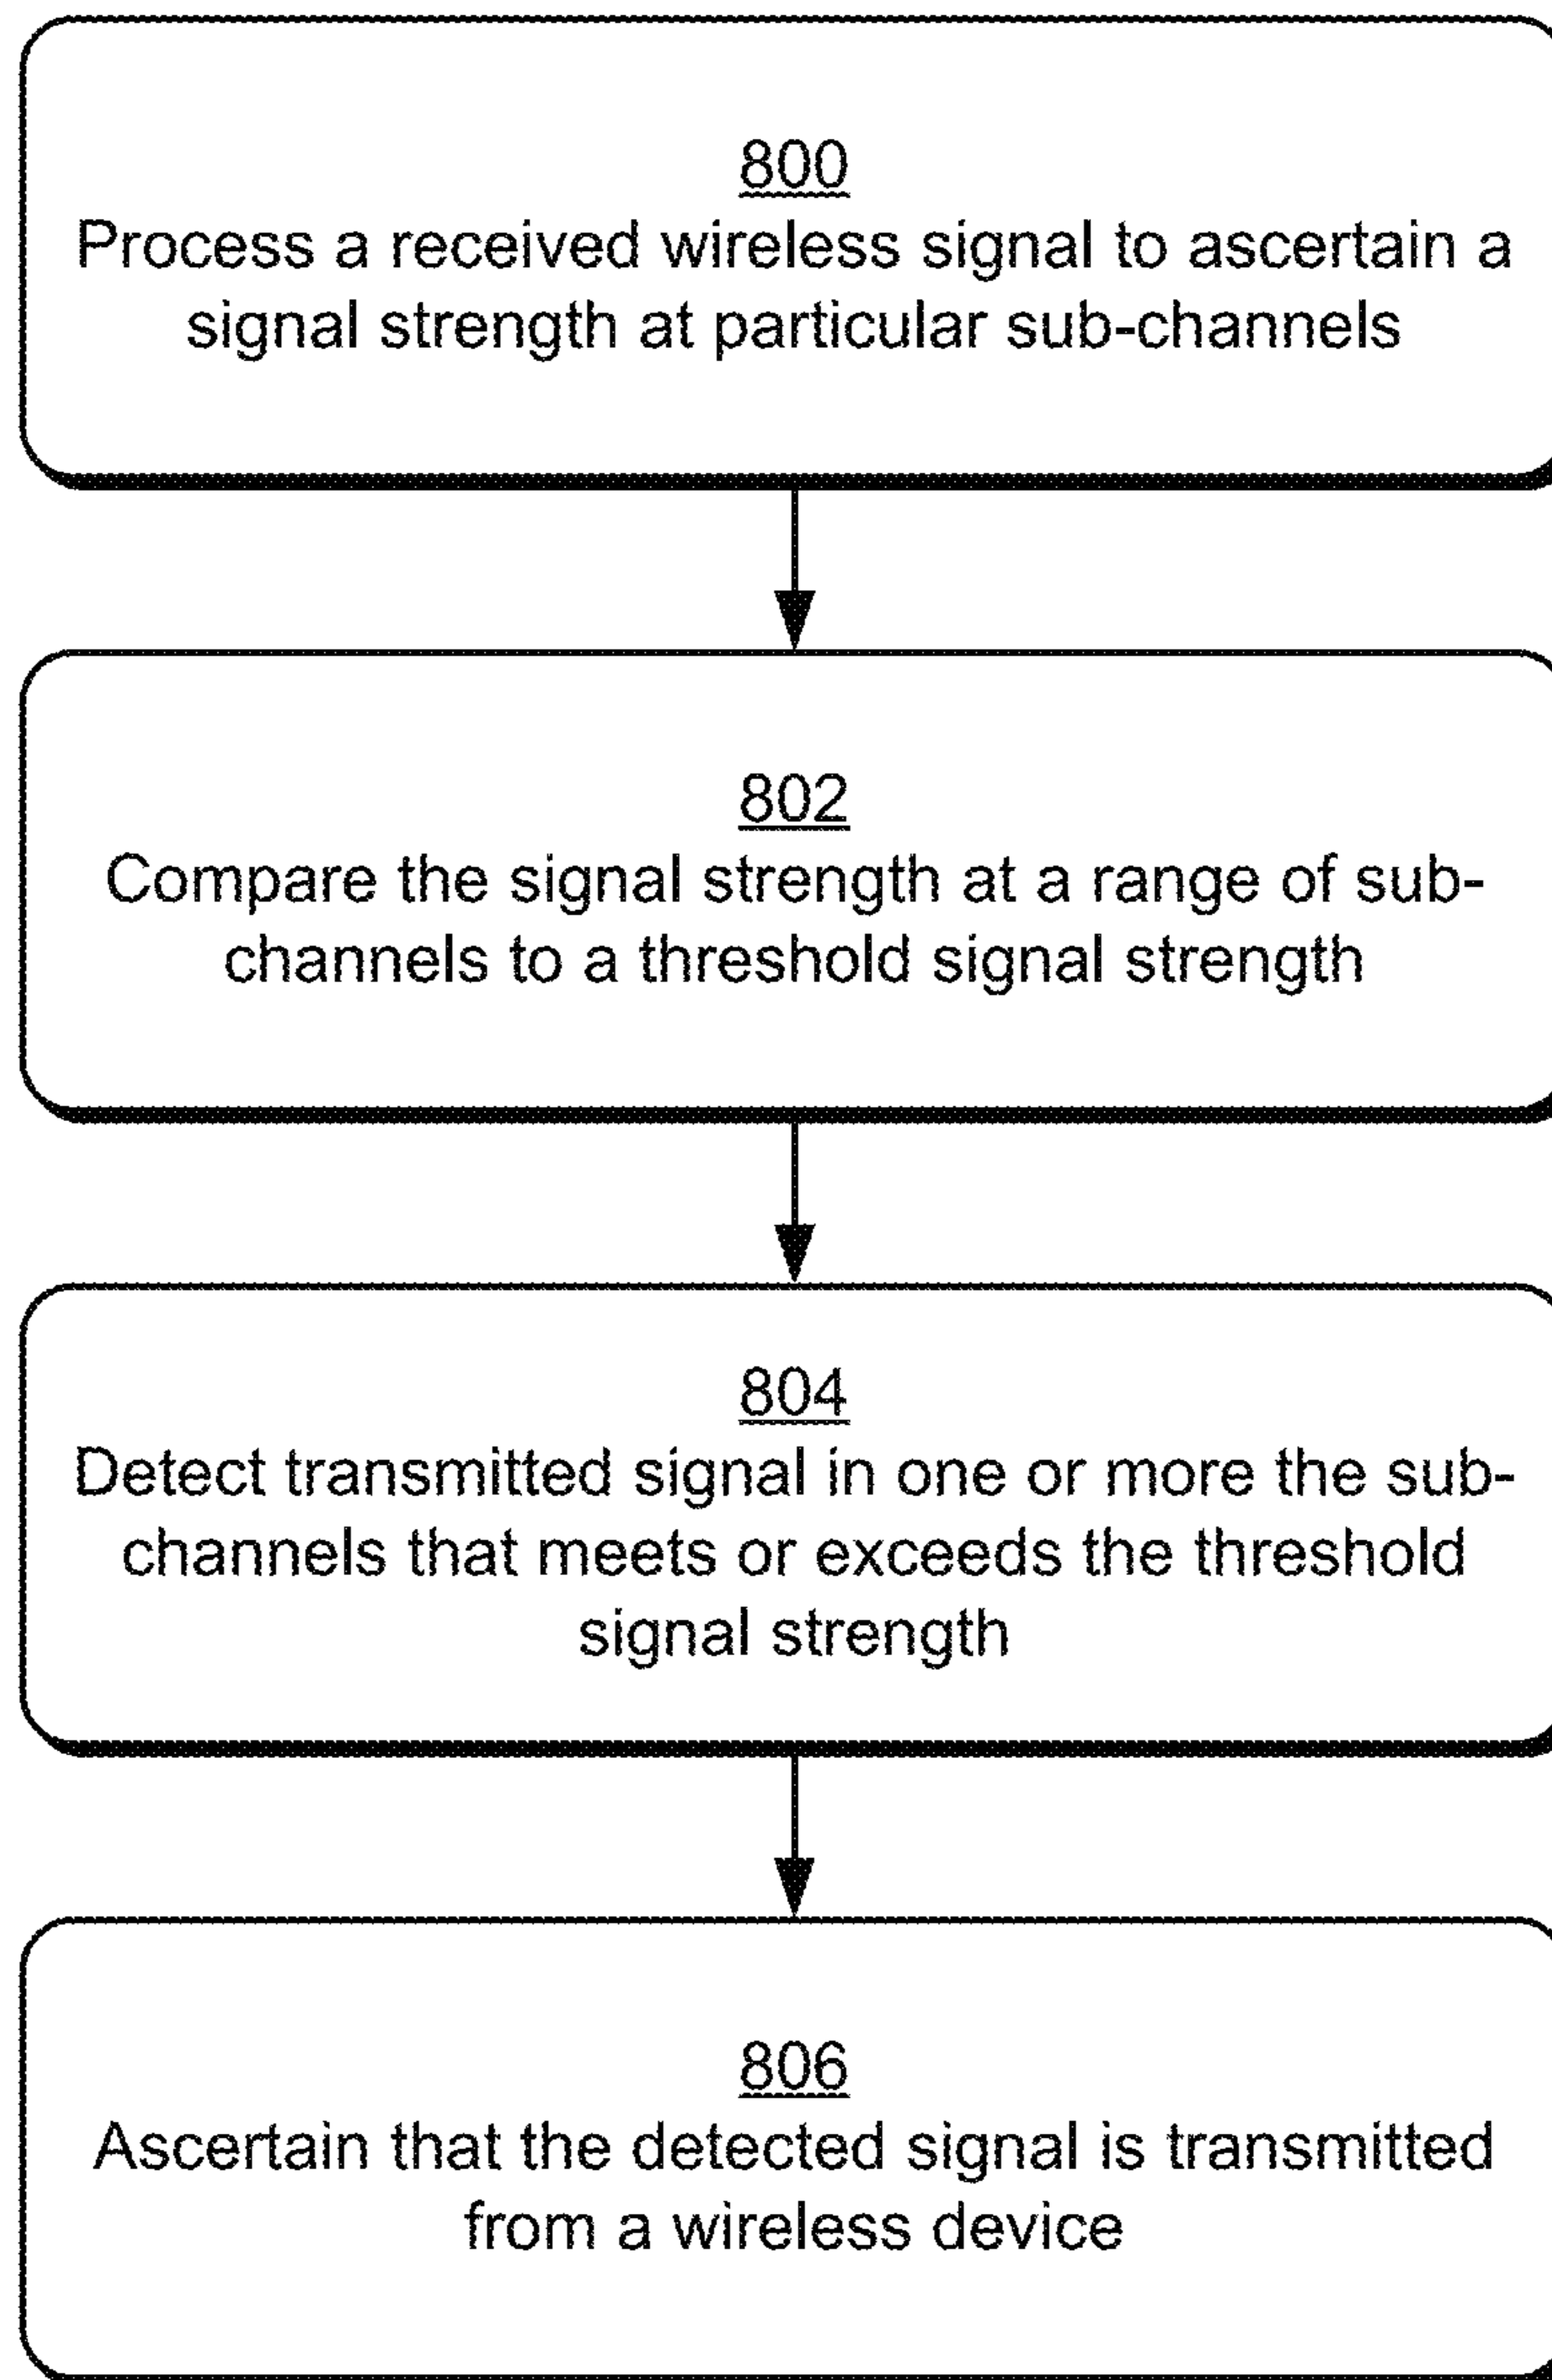 800
Process a received wireless signal to ascertain a
signal strength at particular sub-channels
802
Compare the signal strength at a range of sub-
channels to a threshold signal strength
804
Detect transmitted signal in one or more the sub-
channels that meets or exceeds the threshold
signal strength
806
Ascertain that the detected signal is transmitted
from a wireless device